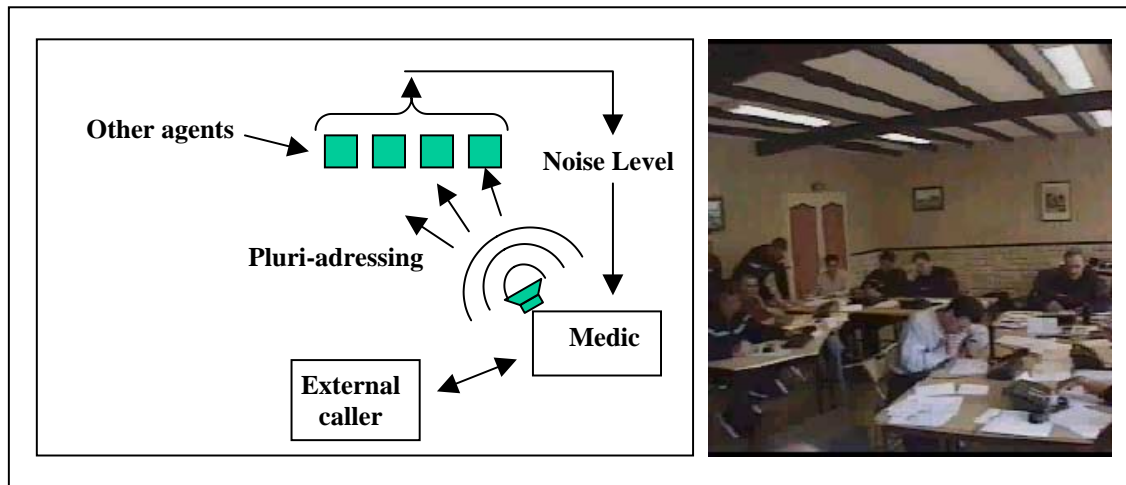 Other agents
Noise Level
Pluri-adressing
Medic
External
caller